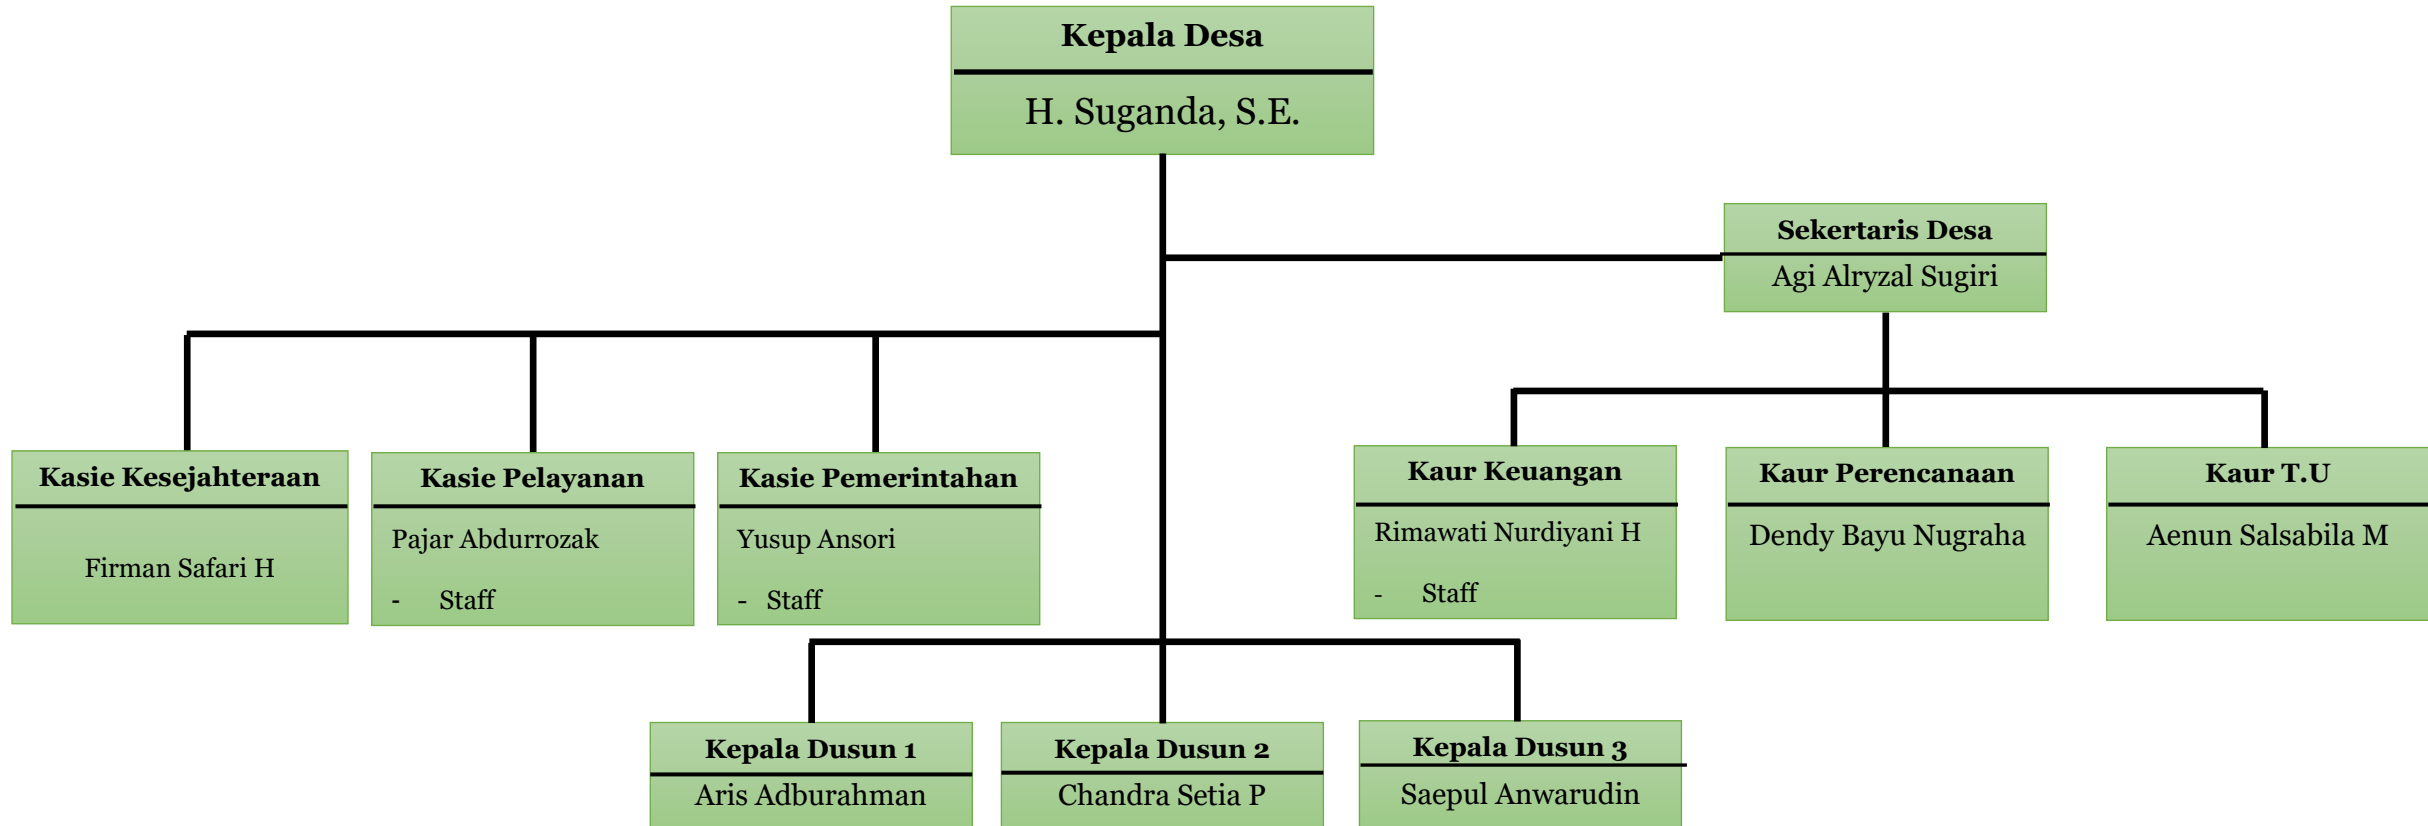 Kepala Desa
H. Suganda, S.E.
Sekertaris Desa
Agi Alryzal Sugiri
Kasie Kesejahteraan
Firman Safari H
Kasie Pelayanan
Pajar Abdurrozak
- Staff
Kasie Pemerintahan
Yusup Ansori
- Staff
Kaur Keuangan
Rimawati Nurdiyani H
- Staff
Kaur Perencanaan
Dendy Bayu Nugraha
Kaur T.U
Aenun Salsabila M
Kepala Dusun 1
Aris Adburahman
Kepala Dusun 2
Chandra Setia P
Kepala Dusun 3
Saepul Anwarudin